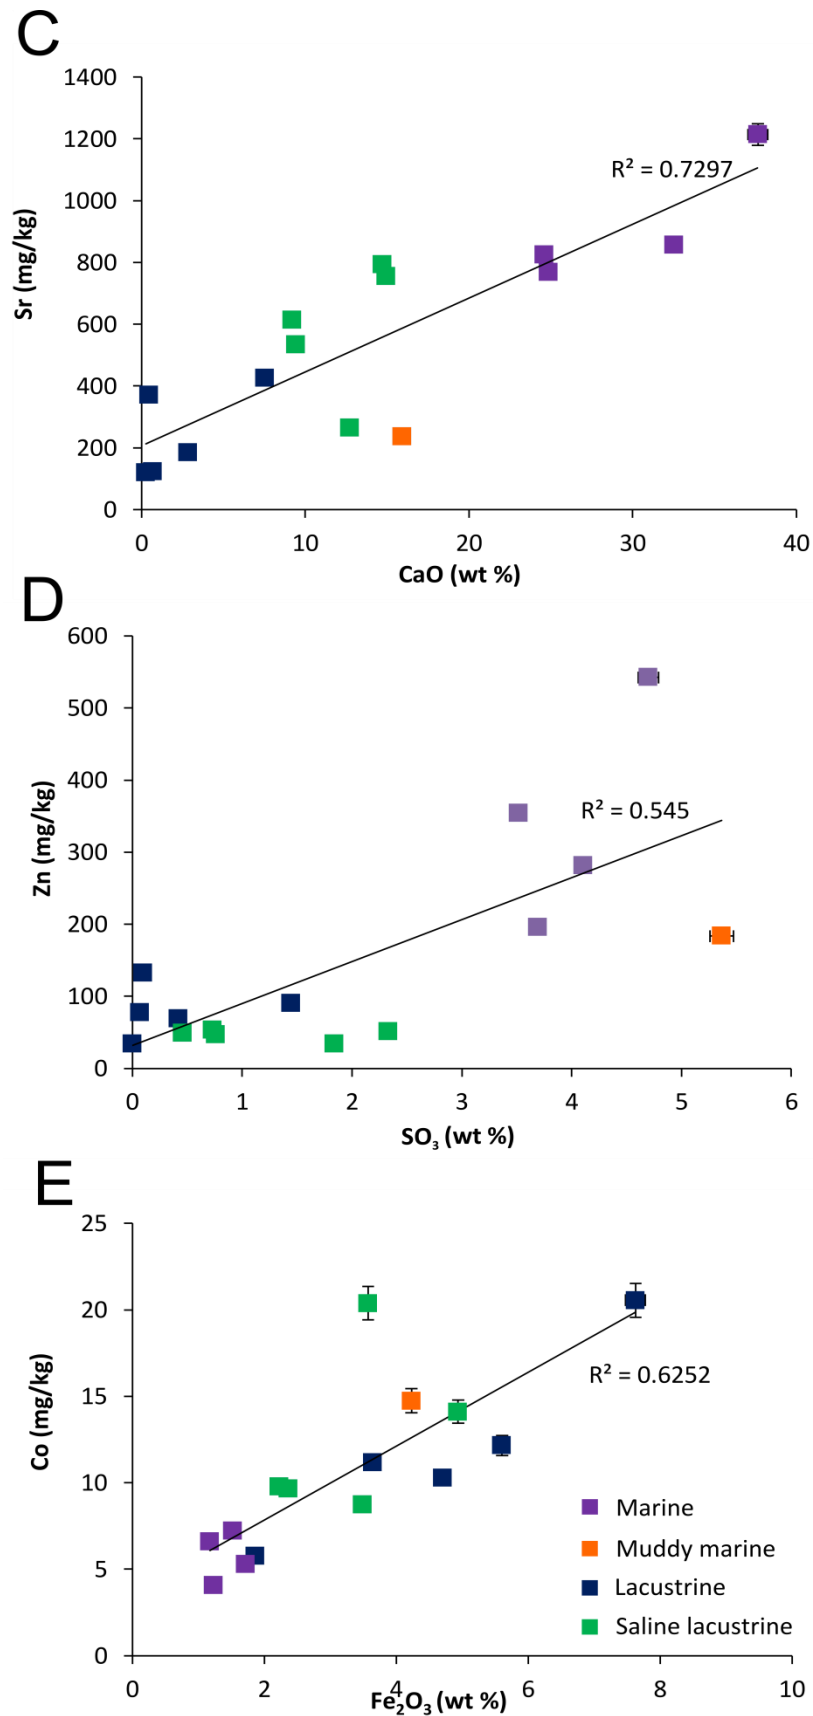 C
1400
1200
1000
800
600
400
200
0
Sr (mg/kg)
R² = 0.7297
0 10 20 30 40
CaO (wt %)
D
600
500
400
300
200
100
0
Zn (mg/kg)
R² = 0.545
0 1 2 3 4 5 6
SO₃ (wt %)
E
25
20
15
10
5
0
Co (mg/kg)
R² = 0.6252
Marine
Muddy marine
Lacustrine
Saline lacustrine
0 2 4 6 8 10
Fe₂O₃ (wt %)